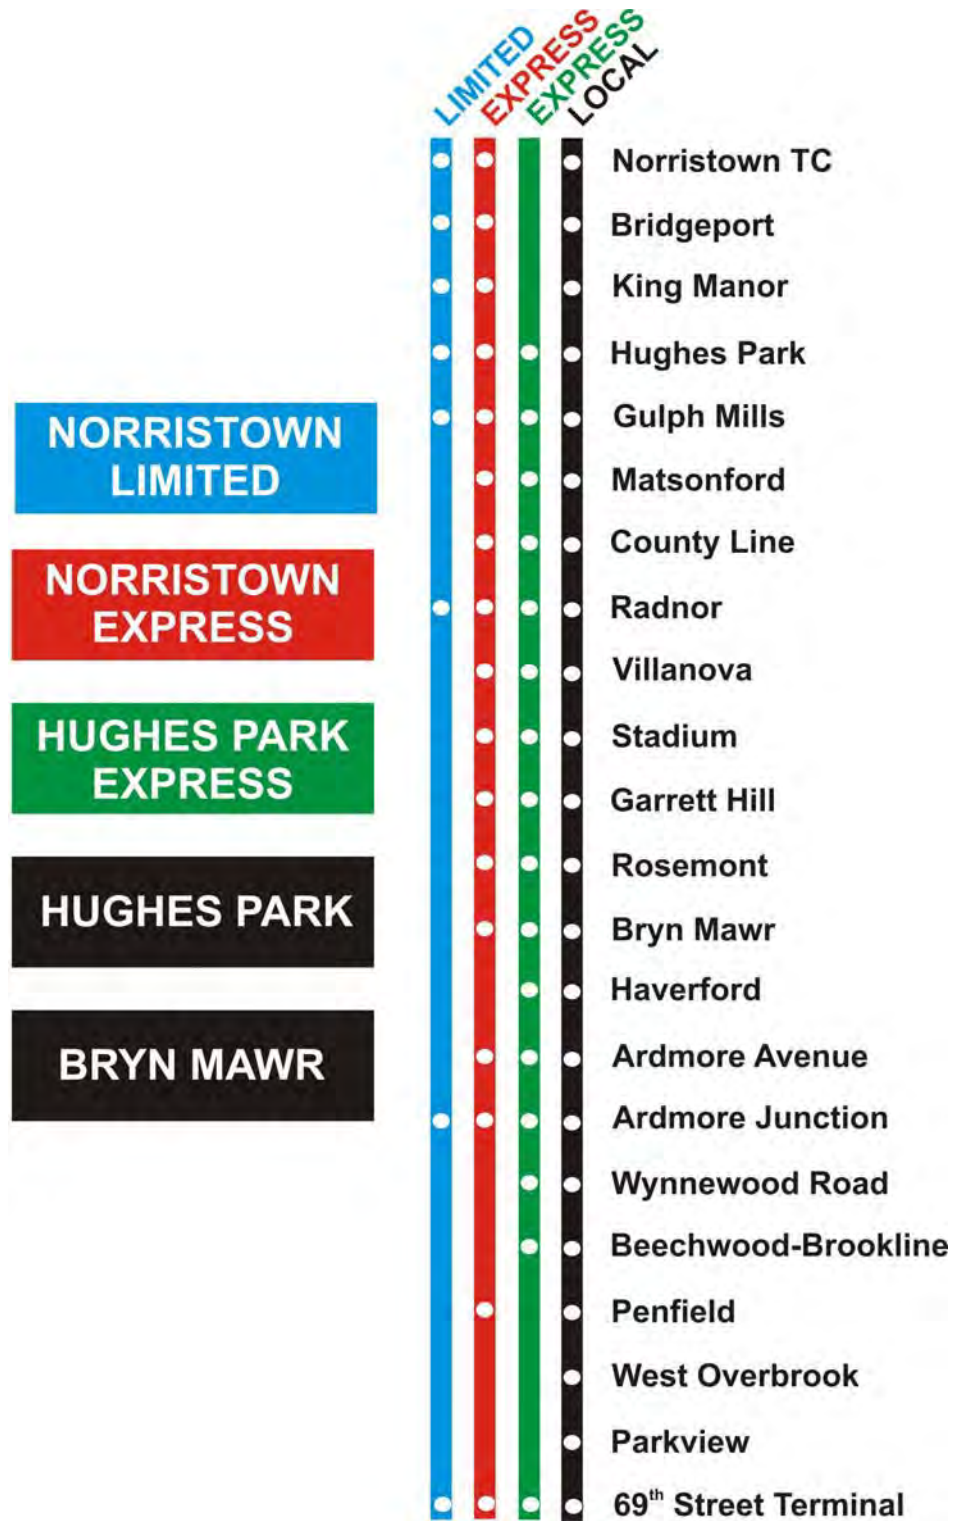 LIMITED
EXPRESS
EXPRESS
LOCAL
Norristown TC
Bridgeport
King Manor
Hughes Park
Gulph Mills
Matsonford
County Line
Radnor
Villanova
Stadium
Garrett Hill
Rosemont
Bryn Mawr
Haverford
Ardmore Avenue
Ardmore Junction
Wynnewood Road
Beechwood-Brookline
Penfield
West Overbrook
Parkview
69th Street Terminal
NORRISTOWN
LIMITED
NORRISTOWN
EXPRESS
HUGHES PARK
EXPRESS
HUGHES PARK
BRYN MAWR